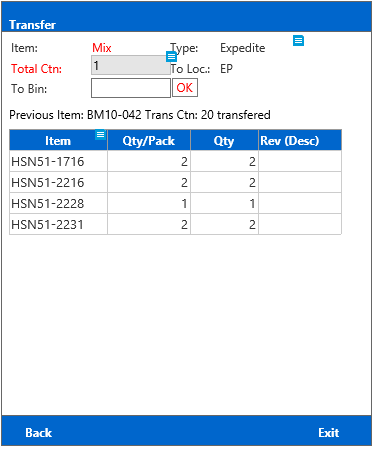 Transfer
Item: Mix Type: Expedite
Total Ctn: 1 To Loc.: EP
To Bin: OK
Previous Item: BM10-042 Trans Ctn: 20 transfered
Item Qty/Pack Qty Rev (Desc)
HSN51-1716 2 2
HSN51-2216 2 2
HSN51-2228 1 1
HSN51-2231 2 2
Back Exit